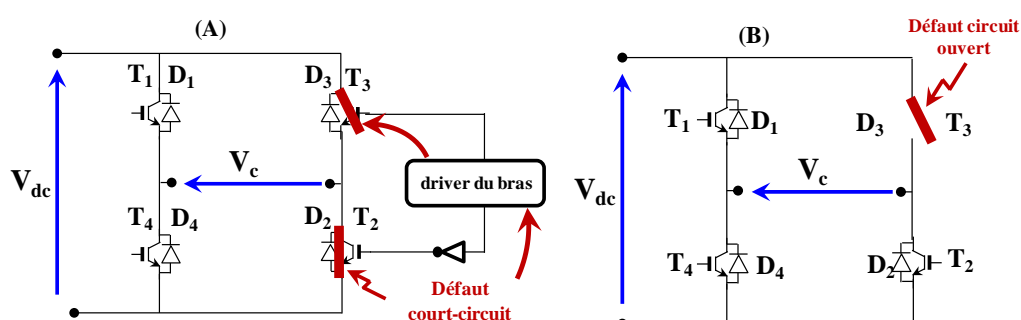 (A)
T1 D1
D3 T3
Vdc
Vc
driver du bras
T4 D4
D2 T2
Défaut
court-circuit
(B)
Défaut circuit
ouvert
T1
D1
D3
T3
Vdc
Vc
T4
D4
D2
T2